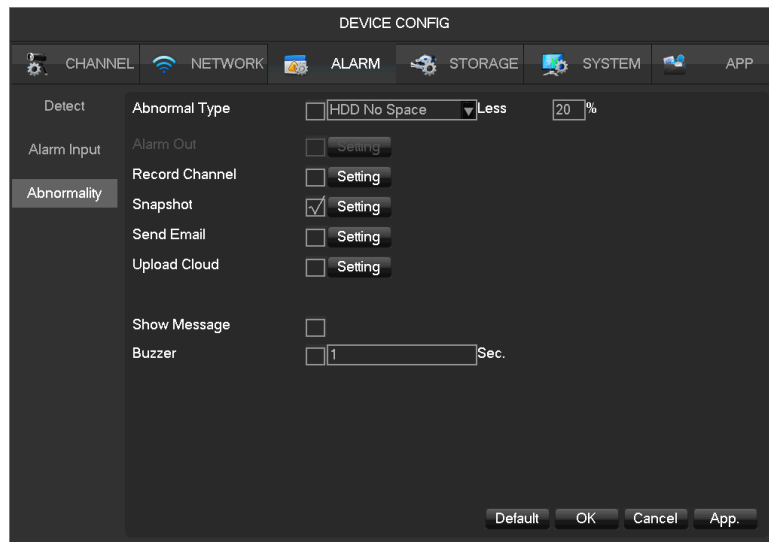 DEVICE CONFIG
CHANNEL NETWORK ALARM STORAGE SYSTEM APP
Detect
Alarm Input
Abnormality
Abnormal Type HDD No Space Less 20 %
Alarm Out Setting
Record Channel Setting
Snapshot Setting
Send Email Setting
Upload Cloud Setting
Show Message
Buzzer 1 Sec.
Default OK Cancel App.